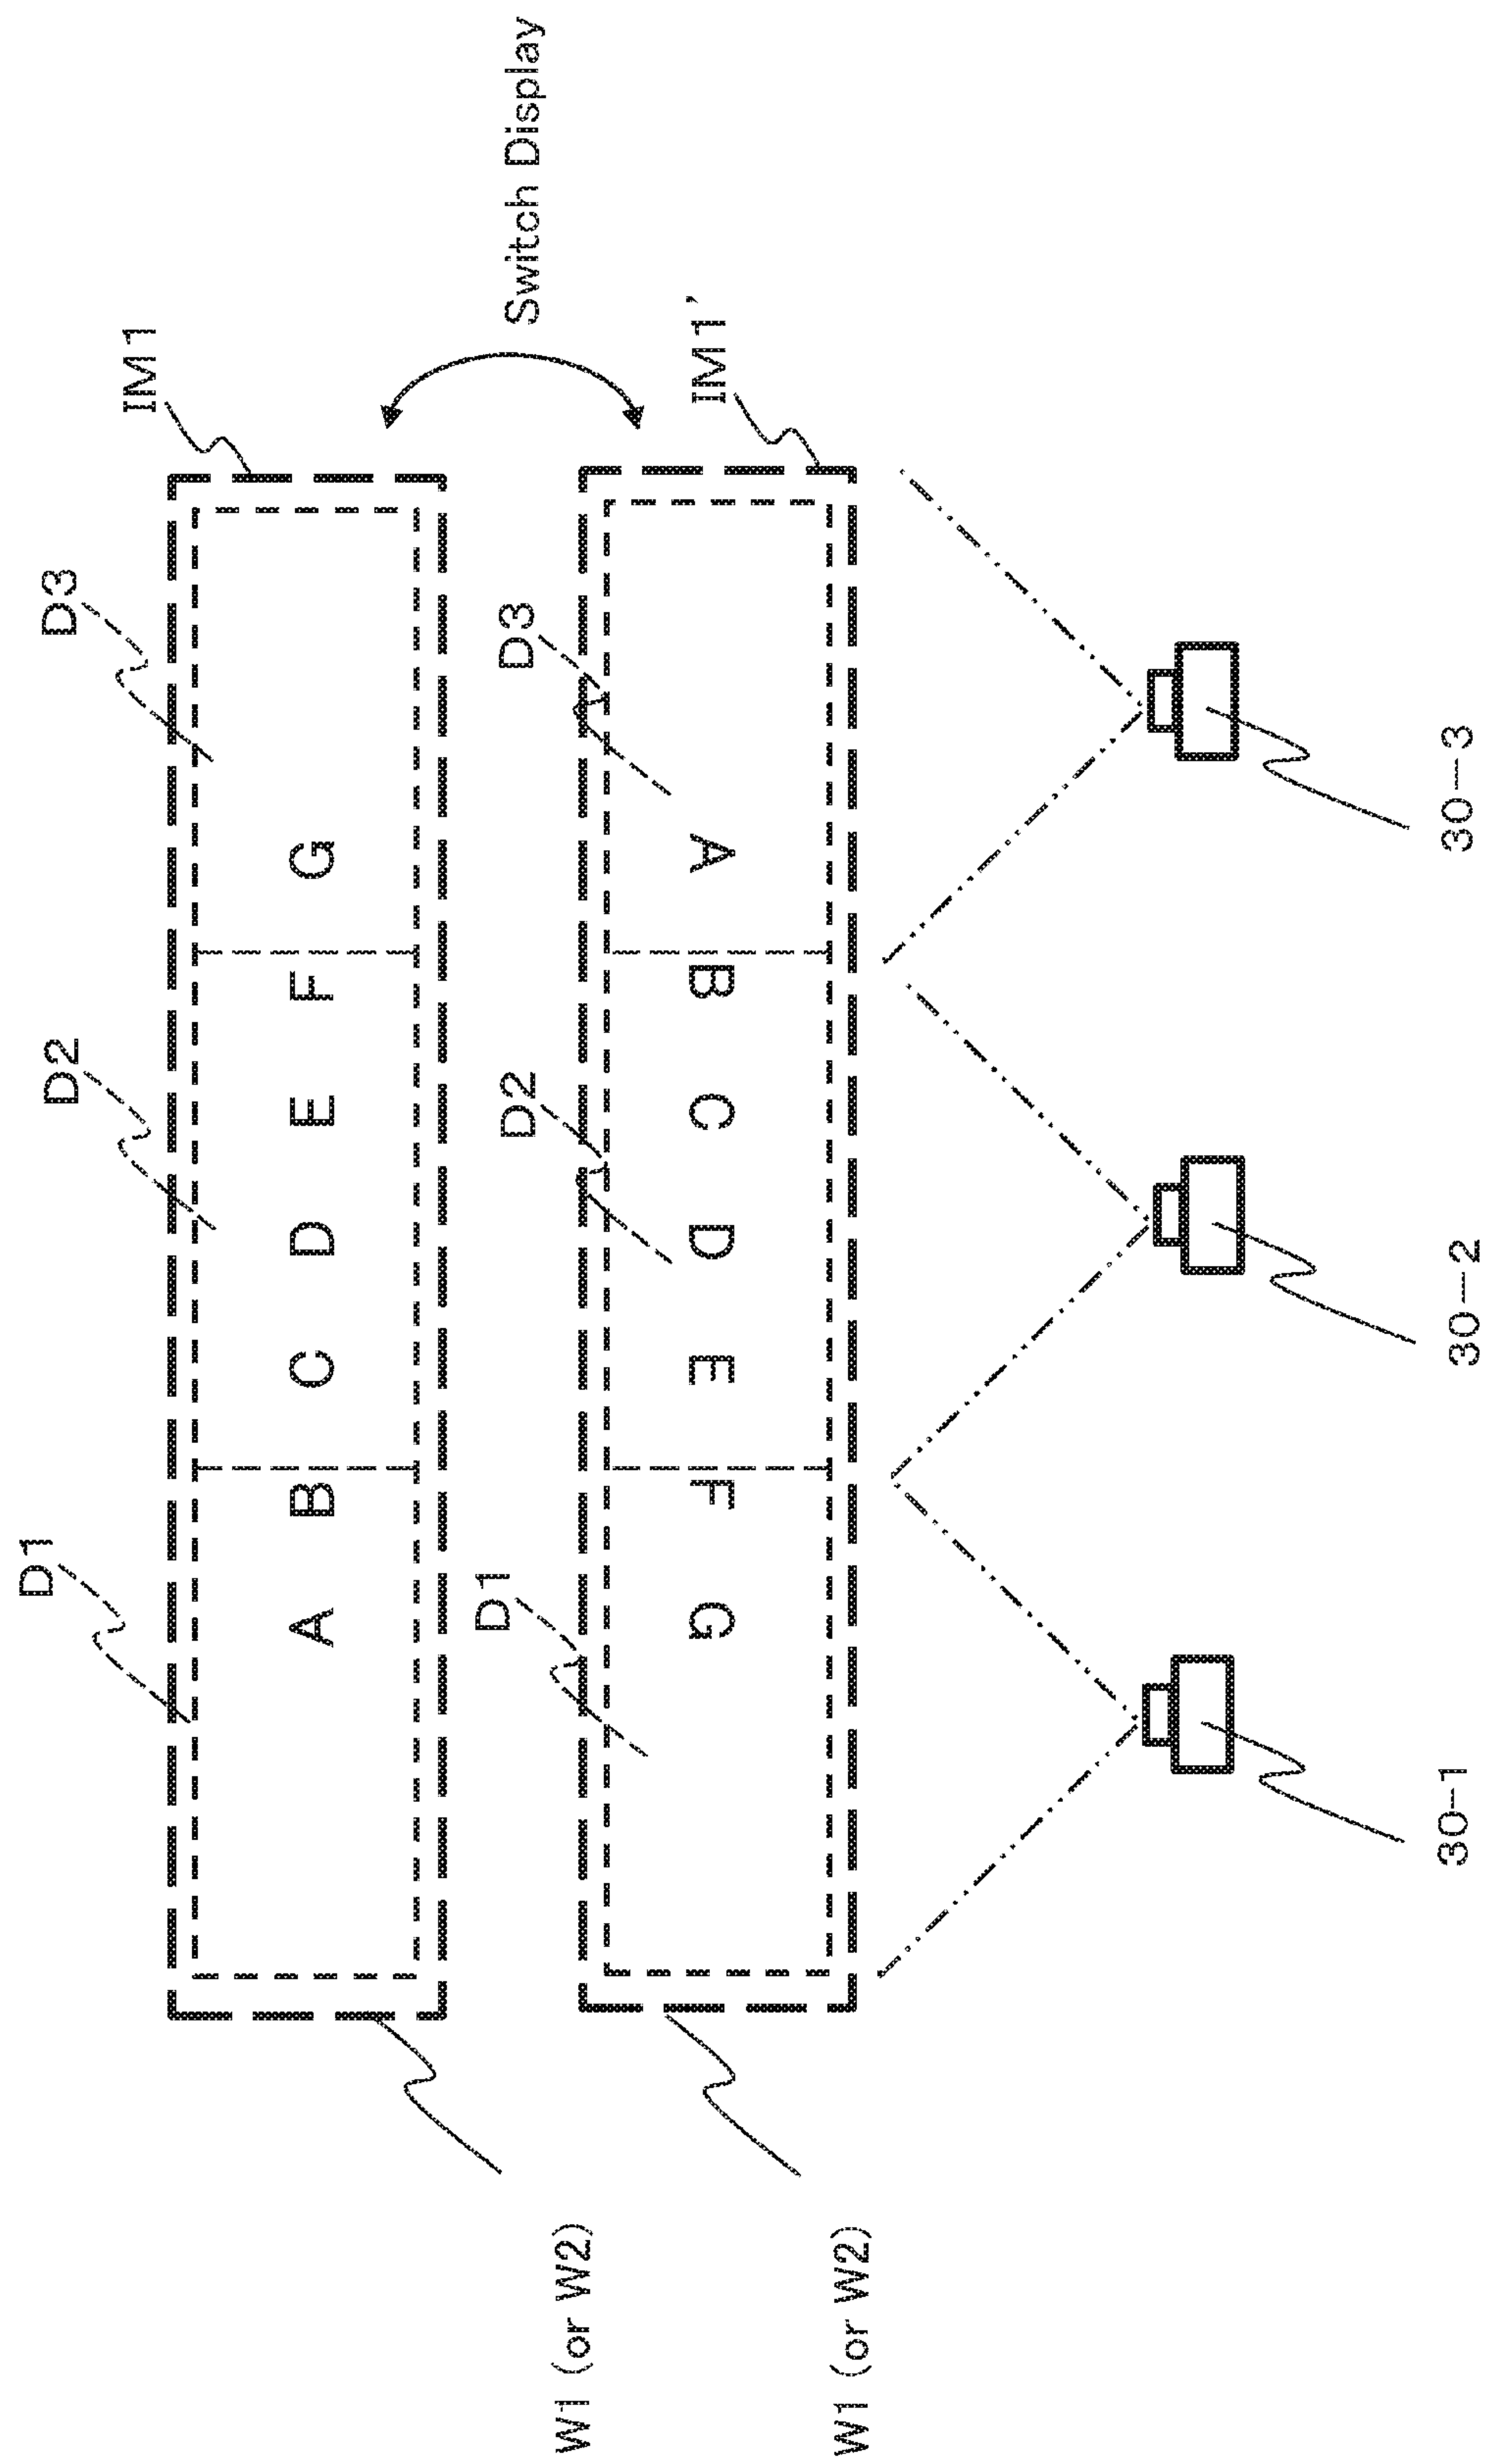 D1
D2
D3
IM1
A B C D E F G
Switch Display
W1 (or W2)
D1
D2
D3
IM1'
G F E D C B A
W1 (or W2)
30-1
30-2
30-3